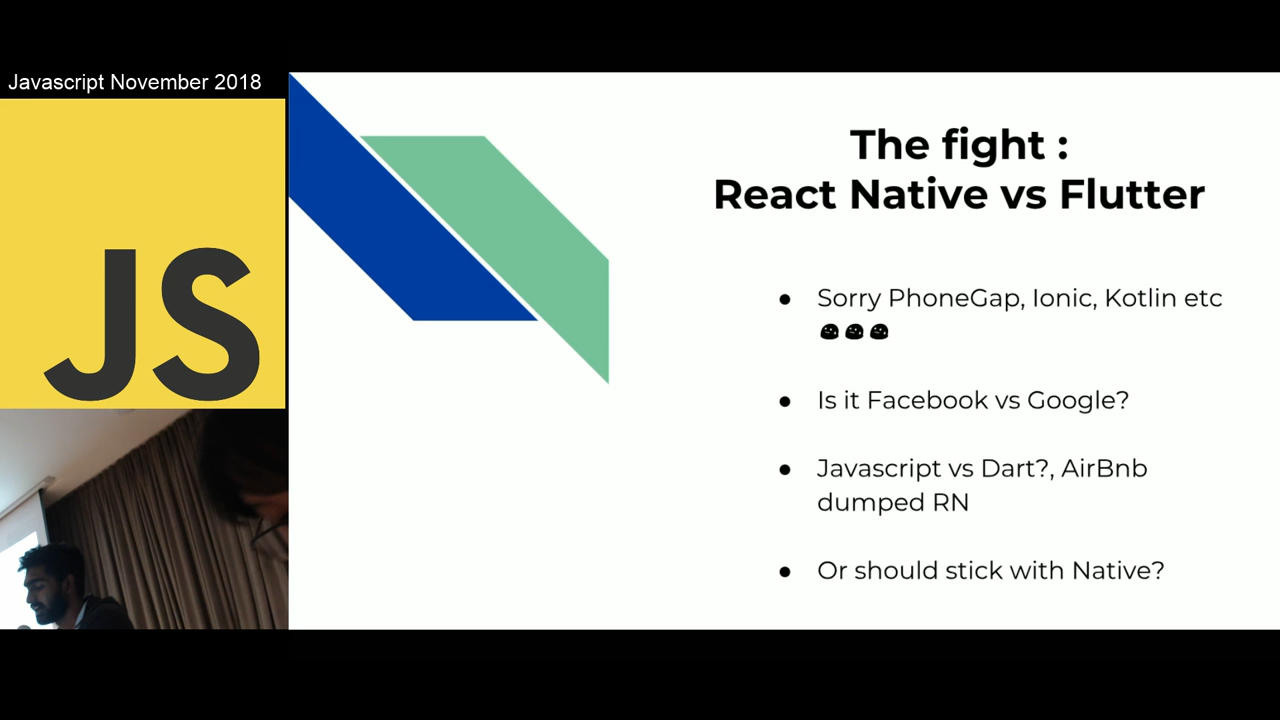 Javascript November 2018
JS
The fight :
React Native vs Flutter
● Sorry PhoneGap, Ionic, Kotlin etc
● Is it Facebook vs Google?
● Javascript vs Dart?, AirBnb
dumped RN
● Or should stick with Native?